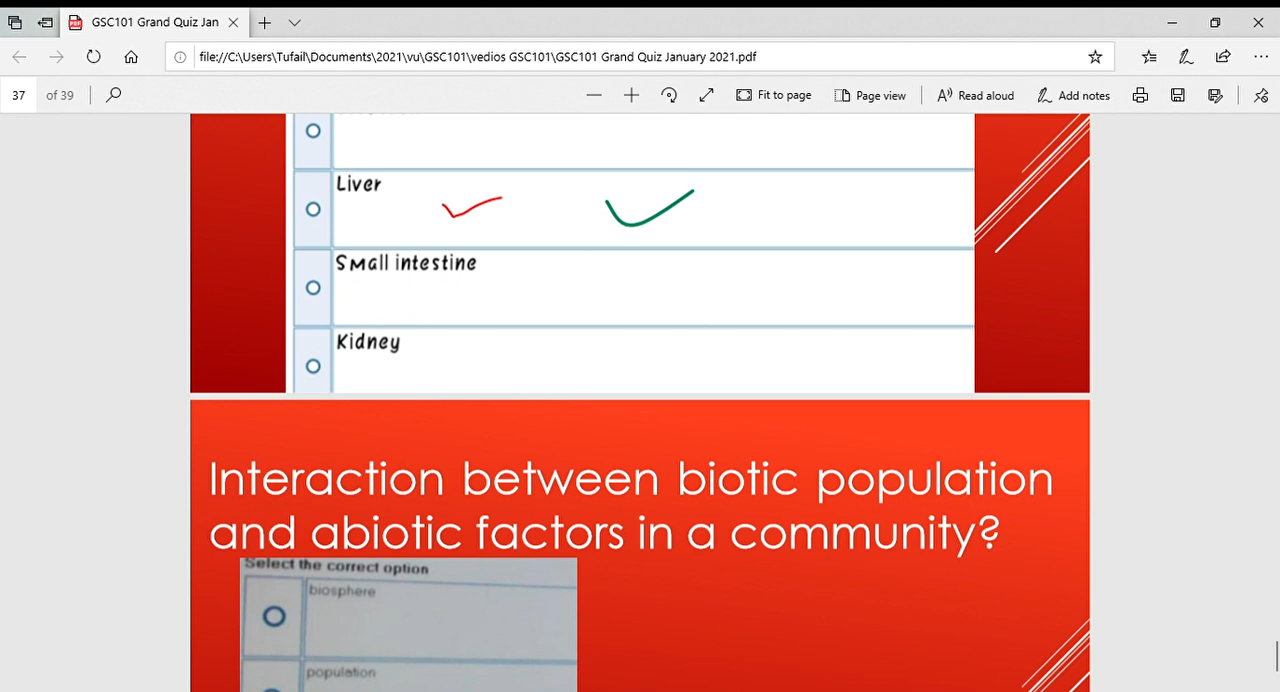 GSC101 Grand Quiz Jan
file://C:\Users\Tufail\Documents\2021\vu\GSC101\vedios GSC101\GSC101 Grand Quiz January 2021.pdf
37 of 39 Fit to page Page view Read aloud Add notes
Liver
Small intestine
Kidney
Interaction between biotic population
and abiotic factors in a community?
Select the correct option
biosphere
population